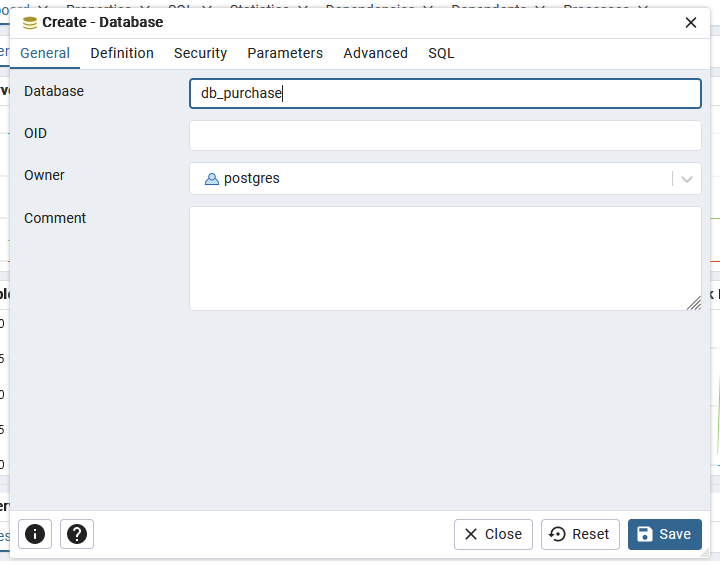 Create - Database
General Definition Security Parameters Advanced SQL
Database db_purchase
OID
Owner postgres
Comment
Close Reset Save